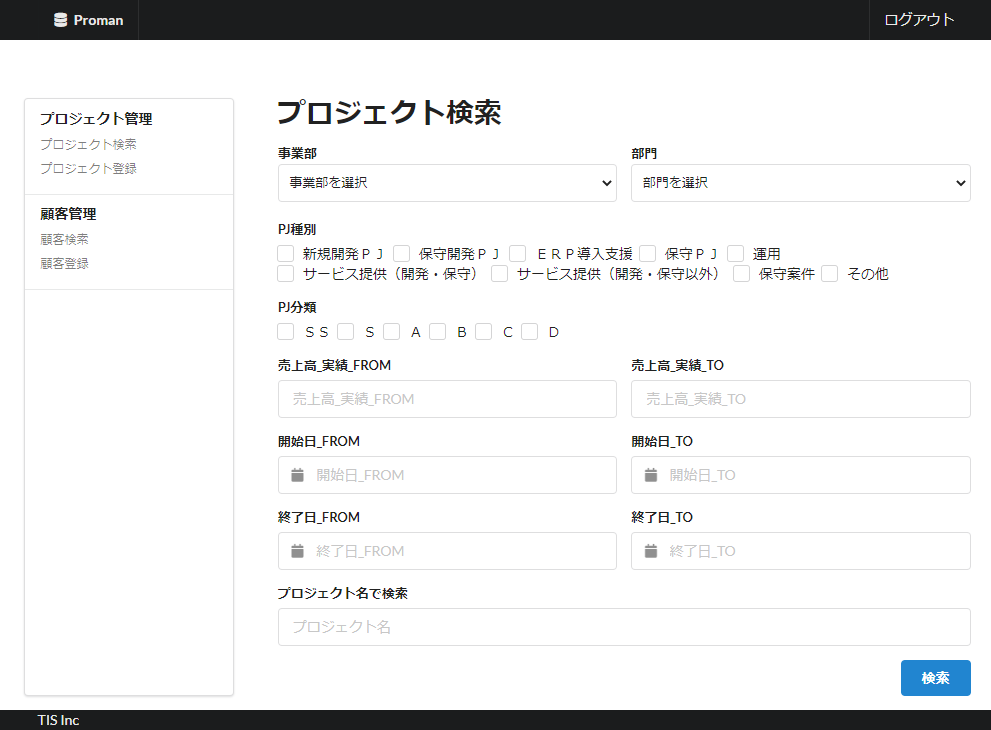 Proman
ログアウト
プロジェクト管理
プロジェクト検索
プロジェクト登録
顧客管理
顧客検索
顧客登録
プロジェクト検索
事業部 部門
事業部を選択 部門を選択
PJ種別
新規開発ＰＪ 保守開発ＰＪ ＥＲＰ導入支援 保守ＰＪ 運用
サービス提供（開発・保守） サービス提供（開発・保守以外） 保守案件 その他
PJ分類
ＳＳ Ｓ Ａ Ｂ Ｃ Ｄ
売上高_実績_FROM 売上高_実績_TO
売上高_実績_FROM 売上高_実績_TO
開始日_FROM 開始日_TO
開始日_FROM 開始日_TO
終了日_FROM 終了日_TO
終了日_FROM 終了日_TO
プロジェクト名で検索
プロジェクト名
検索
TIS Inc